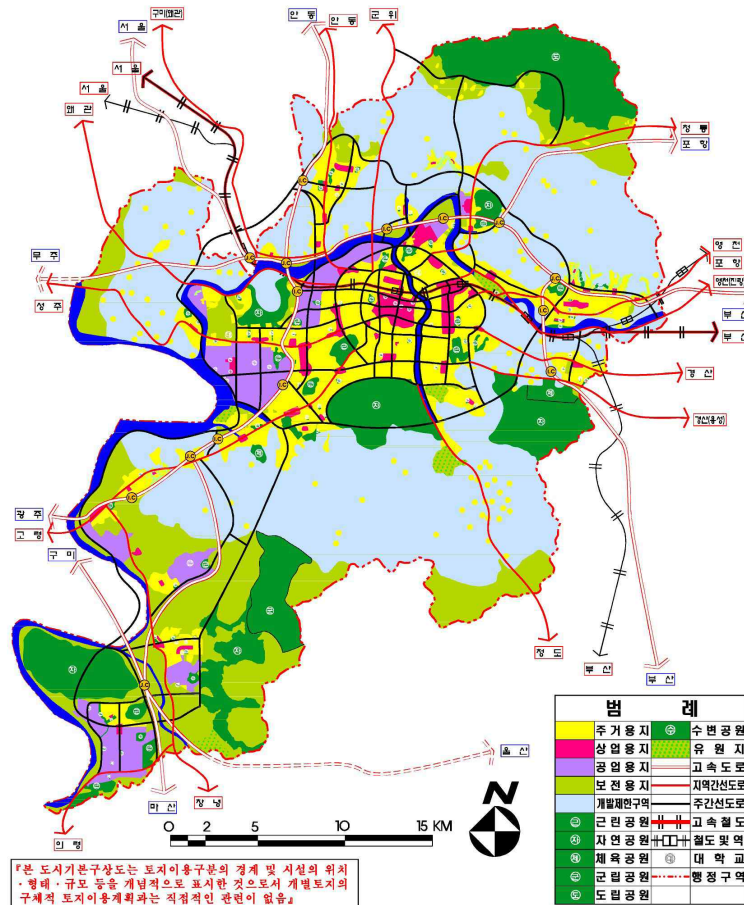 구미(왜관)
서울
안동
안동
군위
서울
서울
왜관
청통
포항
영천
포항
무주
성주
부산
부산
경산
경산(용성)
광주
고령
구미
청도
부산
부산
울산
마산
창녕
의령
J.C
J.C
J.C
J.C
J.C
J.C
J.C
J.C
J.C
J.C
J.C
J.C
J.C
J.C
N
0 2 5 10 15 KM
범 례
주거용지 수변공원
상업용지 유원지
공업용지 고속도로
보전용지 지역간선도로
개발제한구역 주간선도로
근 근린공원 고속철도
자 자연공원 철도및역
체 체육공원 대 대학교
군 군립공원 행정구역
도 도립공원
『본 도시기본구상도는 토지이용구분의 경계 및 시설의 위치
· 형태 · 규모 등을 개념적으로 표시한 것으로서 개별토지의
구체적 토지이용계획과는 직접적인 관련이 없음』